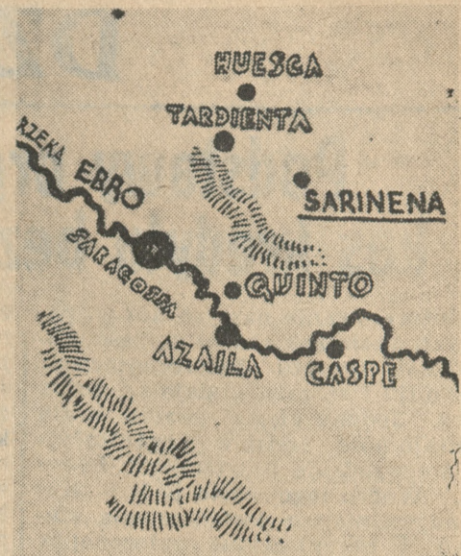 HUESCA
TARDIENTA
RZEKA EBRO
SARINENA
SARAGOSSA
QUINTO
AZAILA
CASPE